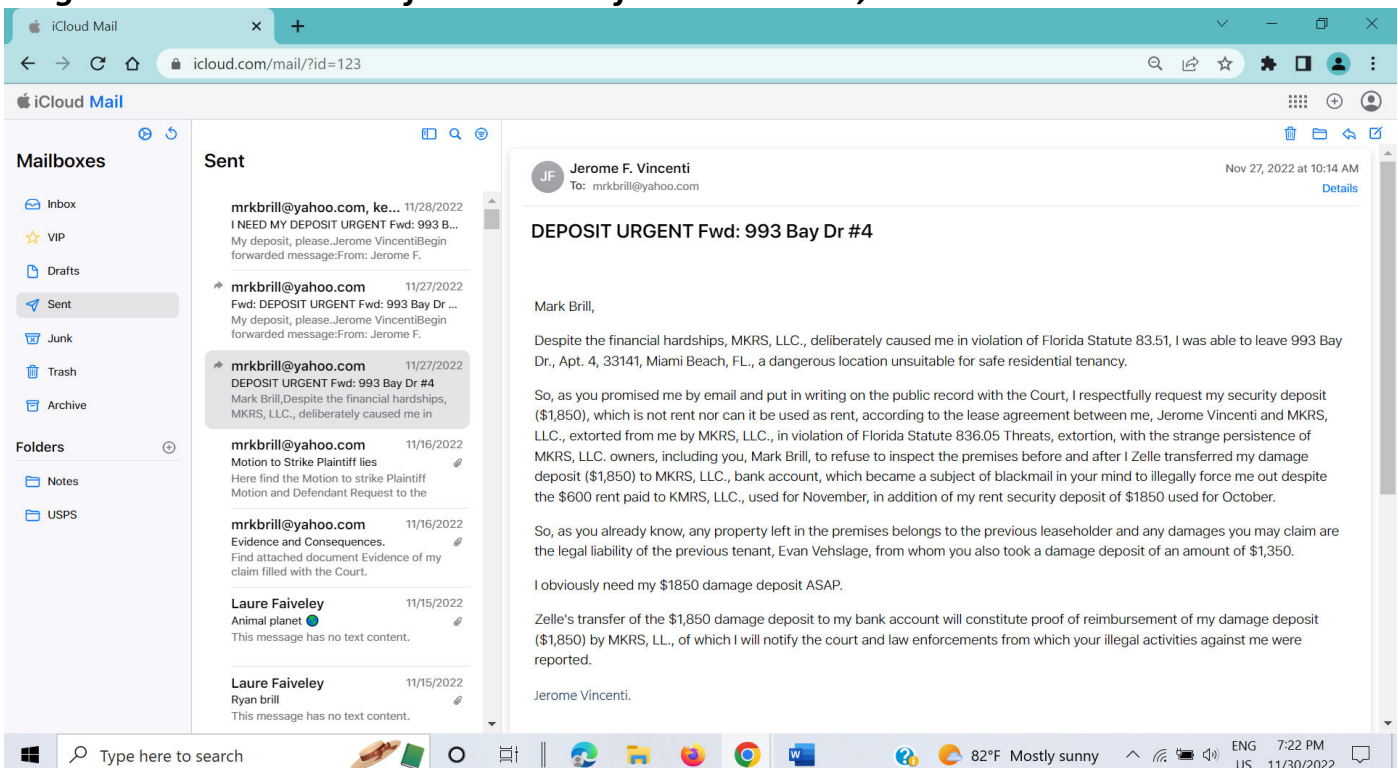 iCloud Mail
icloud.com/mail/?id=123
iCloud Mail
Mailboxes
Inbox
VIP
Drafts
Sent
Junk
Trash
Archive
Folders
Notes
USPS
Sent
mrkbrill@yahoo.com, ke... 11/28/2022
I NEED MY DEPOSIT URGENT Fwd: 993 B...
My deposit, please.Jerome VincentiBegin
forwarded message:From: Jerome F.
mrkbrill@yahoo.com 11/27/2022
Fwd: DEPOSIT URGENT Fwd: 993 Bay Dr ...
My deposit, please.Jerome VincentiBegin
forwarded message:From: Jerome F.
mrkbrill@yahoo.com 11/27/2022
DEPOSIT URGENT Fwd: 993 Bay Dr #4
Mark Brill,Despite the financial hardships,
MKRS, LLC., deliberately caused me in
mrkbrill@yahoo.com 11/16/2022
Motion to Strike Plaintiff lies
Here find the Motion to strike Plaintiff
Motion and Defendant Request to the
mrkbrill@yahoo.com 11/16/2022
Evidence and Consequences.
Find attached document Evidence of my
claim filled with the Court.
Laure Faiveley 11/15/2022
Animal planet
This message has no text content.
Laure Faiveley 11/15/2022
Ryan brill
This message has no text content.
JF
Jerome F. Vincenti
Nov 27, 2022 at 10:14 AM
To: mrkbrill@yahoo.com
Details
DEPOSIT URGENT Fwd: 993 Bay Dr #4
Mark Brill,
Despite the financial hardships, MKRS, LLC., deliberately caused me in violation of Florida Statute 83.51, I was able to leave 993 Bay
Dr., Apt. 4, 33141, Miami Beach, FL., a dangerous location unsuitable for safe residential tenancy.
So, as you promised me by email and put in writing on the public record with the Court, I respectfully request my security deposit
($1,850), which is not rent nor can it be used as rent, according to the lease agreement between me, Jerome Vincenti and MKRS,
LLC., extorted from me by MKRS, LLC., in violation of Florida Statute 836.05 Threats, extortion, with the strange persistence of
MKRS, LLC. owners, including you, Mark Brill, to refuse to inspect the premises before and after I Zelle transferred my damage
deposit ($1,850) to MKRS, LLC., bank account, which became a subject of blackmail in your mind to illegally force me out despite
the $600 rent paid to KMRS, LLC., used for November, in addition of my rent security deposit of $1850 used for October.
So, as you already know, any property left in the premises belongs to the previous leaseholder and any damages you may claim are
the legal liability of the previous tenant, Evan Vehslage, from whom you also took a damage deposit of an amount of $1,350.
I obviously need my $1850 damage deposit ASAP.
Zelle's transfer of the $1,850 damage deposit to my bank account will constitute proof of reimbursement of my damage deposit
($1,850) by MKRS, LL., of which I will notify the court and law enforcements from which your illegal activities against me were
reported.
Jerome Vincenti.
Type here to search
82°F Mostly sunny
ENG
US
7:22 PM
11/30/2022